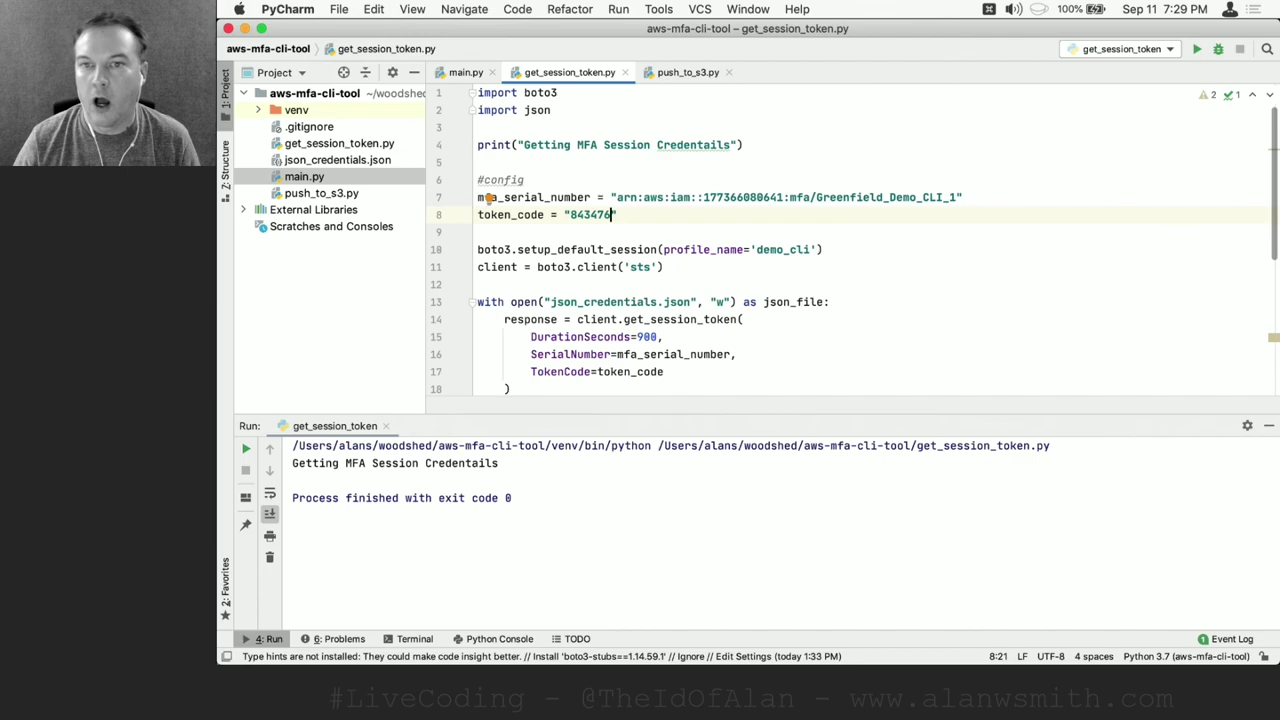 PyCharm File Edit View Navigate Code Refactor Run Tools VCS Window Help 100% Sep 11 7:29 PM
aws-mfa-cli-tool – get_session_token.py
aws-mfa-cli-tool get_session_token.py get_session_token
Project main.py get_session_token.py push_to_s3.py
1: Project
Z: Structure
2: Favorites
aws-mfa-cli-tool ~/woodshed
venv
.gitignore
get_session_token.py
json_credentials.json
main.py
push_to_s3.py
External Libraries
Scratches and Consoles
2 1
1 import boto3
2 import json
3
4 print("Getting MFA Session Credentails")
5
6 #config
7 mfa_serial_number = "arn:aws:iam::177366080641:mfa/Greenfield_Demo_CLI_1"
8 token_code = "843476"
9
10 boto3.setup_default_session(profile_name='demo_cli')
11 client = boto3.client('sts')
12
13 with open("json_credentials.json", "w") as json_file:
14 response = client.get_session_token(
15 DurationSeconds=900,
16 SerialNumber=mfa_serial_number,
17 TokenCode=token_code
18 )
Run: get_session_token
/Users/alans/woodshed/aws-mfa-cli-tool/venv/bin/python /Users/alans/woodshed/aws-mfa-cli-tool/get_session_token.py
Getting MFA Session Credentails
Process finished with exit code 0
4: Run 6: Problems Terminal Python Console TODO 1 Event Log
Type hints are not installed: They could make code insight better. // Install 'boto3-stubs==1.14.59.1' // Ignore // Edit Settings (today 1:33 PM) 8:21 LF UTF-8 4 spaces Python 3.7 (aws-mfa-cli-tool)
#LiveCoding - @TheIdOfAlan - www.alanwsmith.com